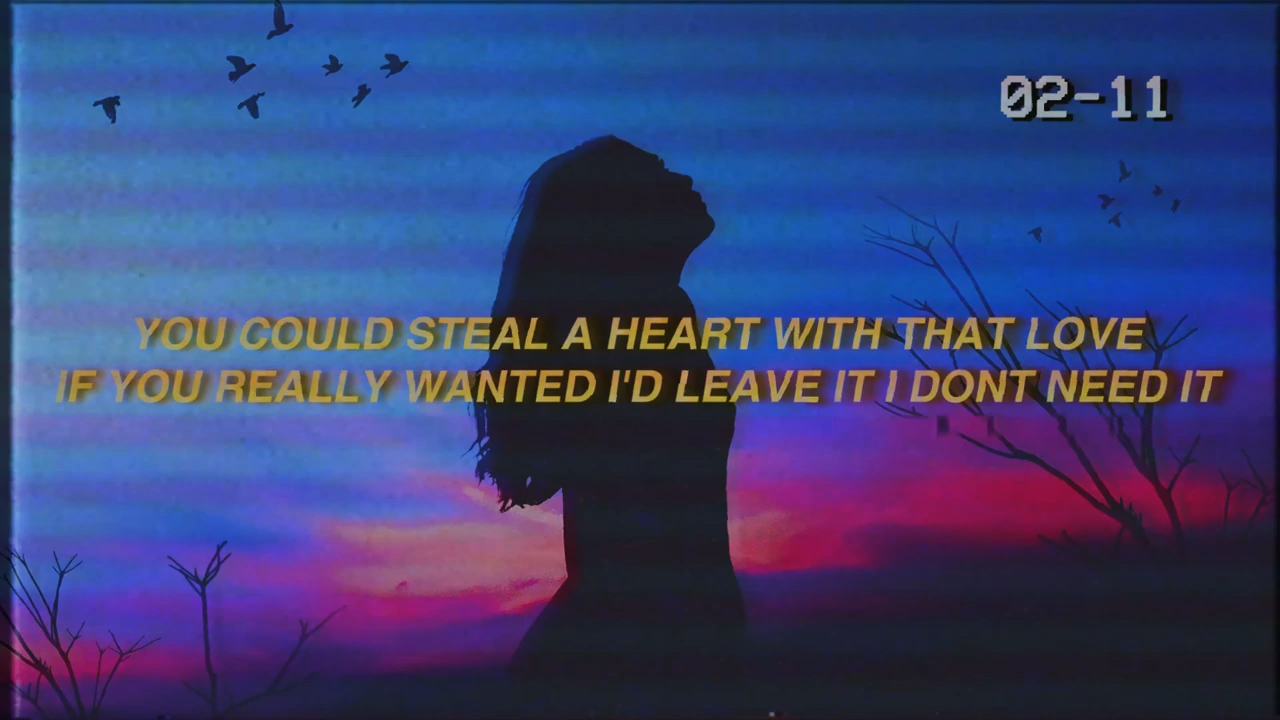 02-11
YOU COULD STEAL A HEART WITH THAT LOVE
IF YOU REALLY WANTED I'D LEAVE IT I DONT NEED IT